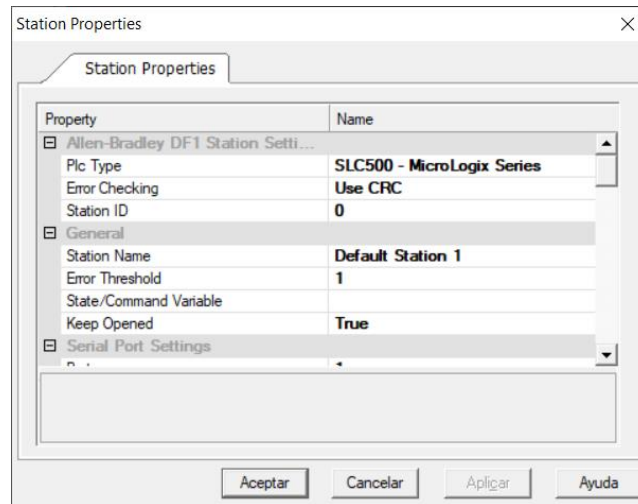 Station Properties
Station Properties
Property Name
Allen-Bradley DF1 Station Setti...
Plc Type SLC500 - MicroLogix Series
Error Checking Use CRC
Station ID 0
General
Station Name Default Station 1
Error Threshold 1
State/Command Variable
Keep Opened True
Serial Port Settings
Aceptar Cancelar Aplicar Ayuda